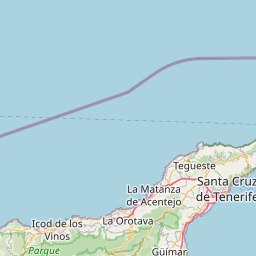 Tegueste
Santa Cruz
de Tenerife
La Matanza
de Acentejo
La Orotava
Icod de los
Vinos
Parque
Güímar